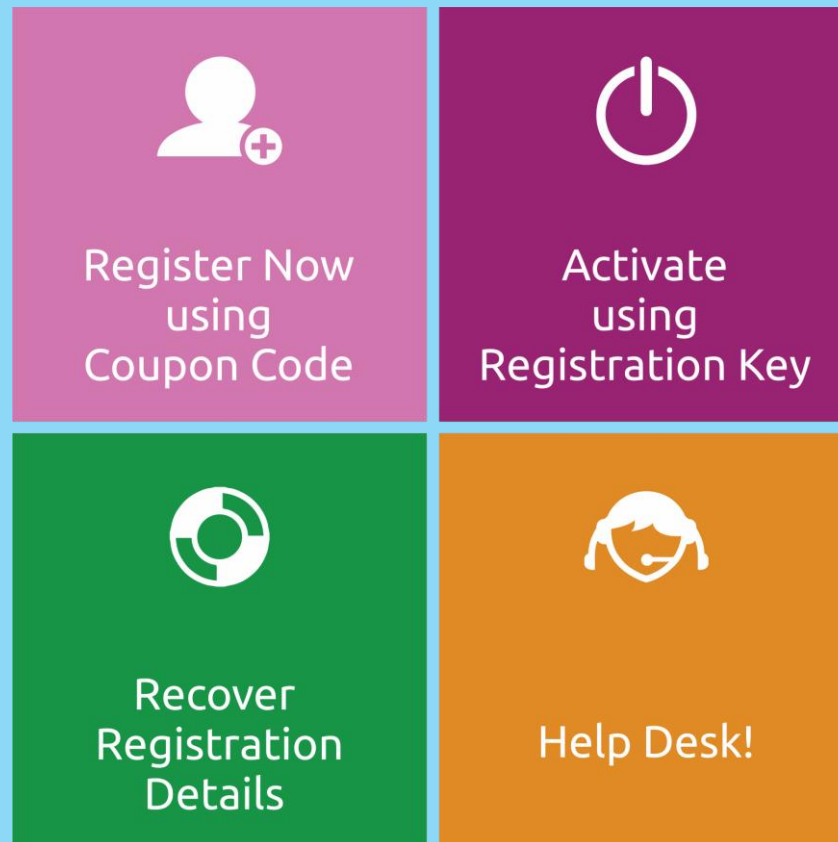 Register Now
using
Coupon Code
Activate
using
Registration Key
Recover
Registration
Details
Help Desk!